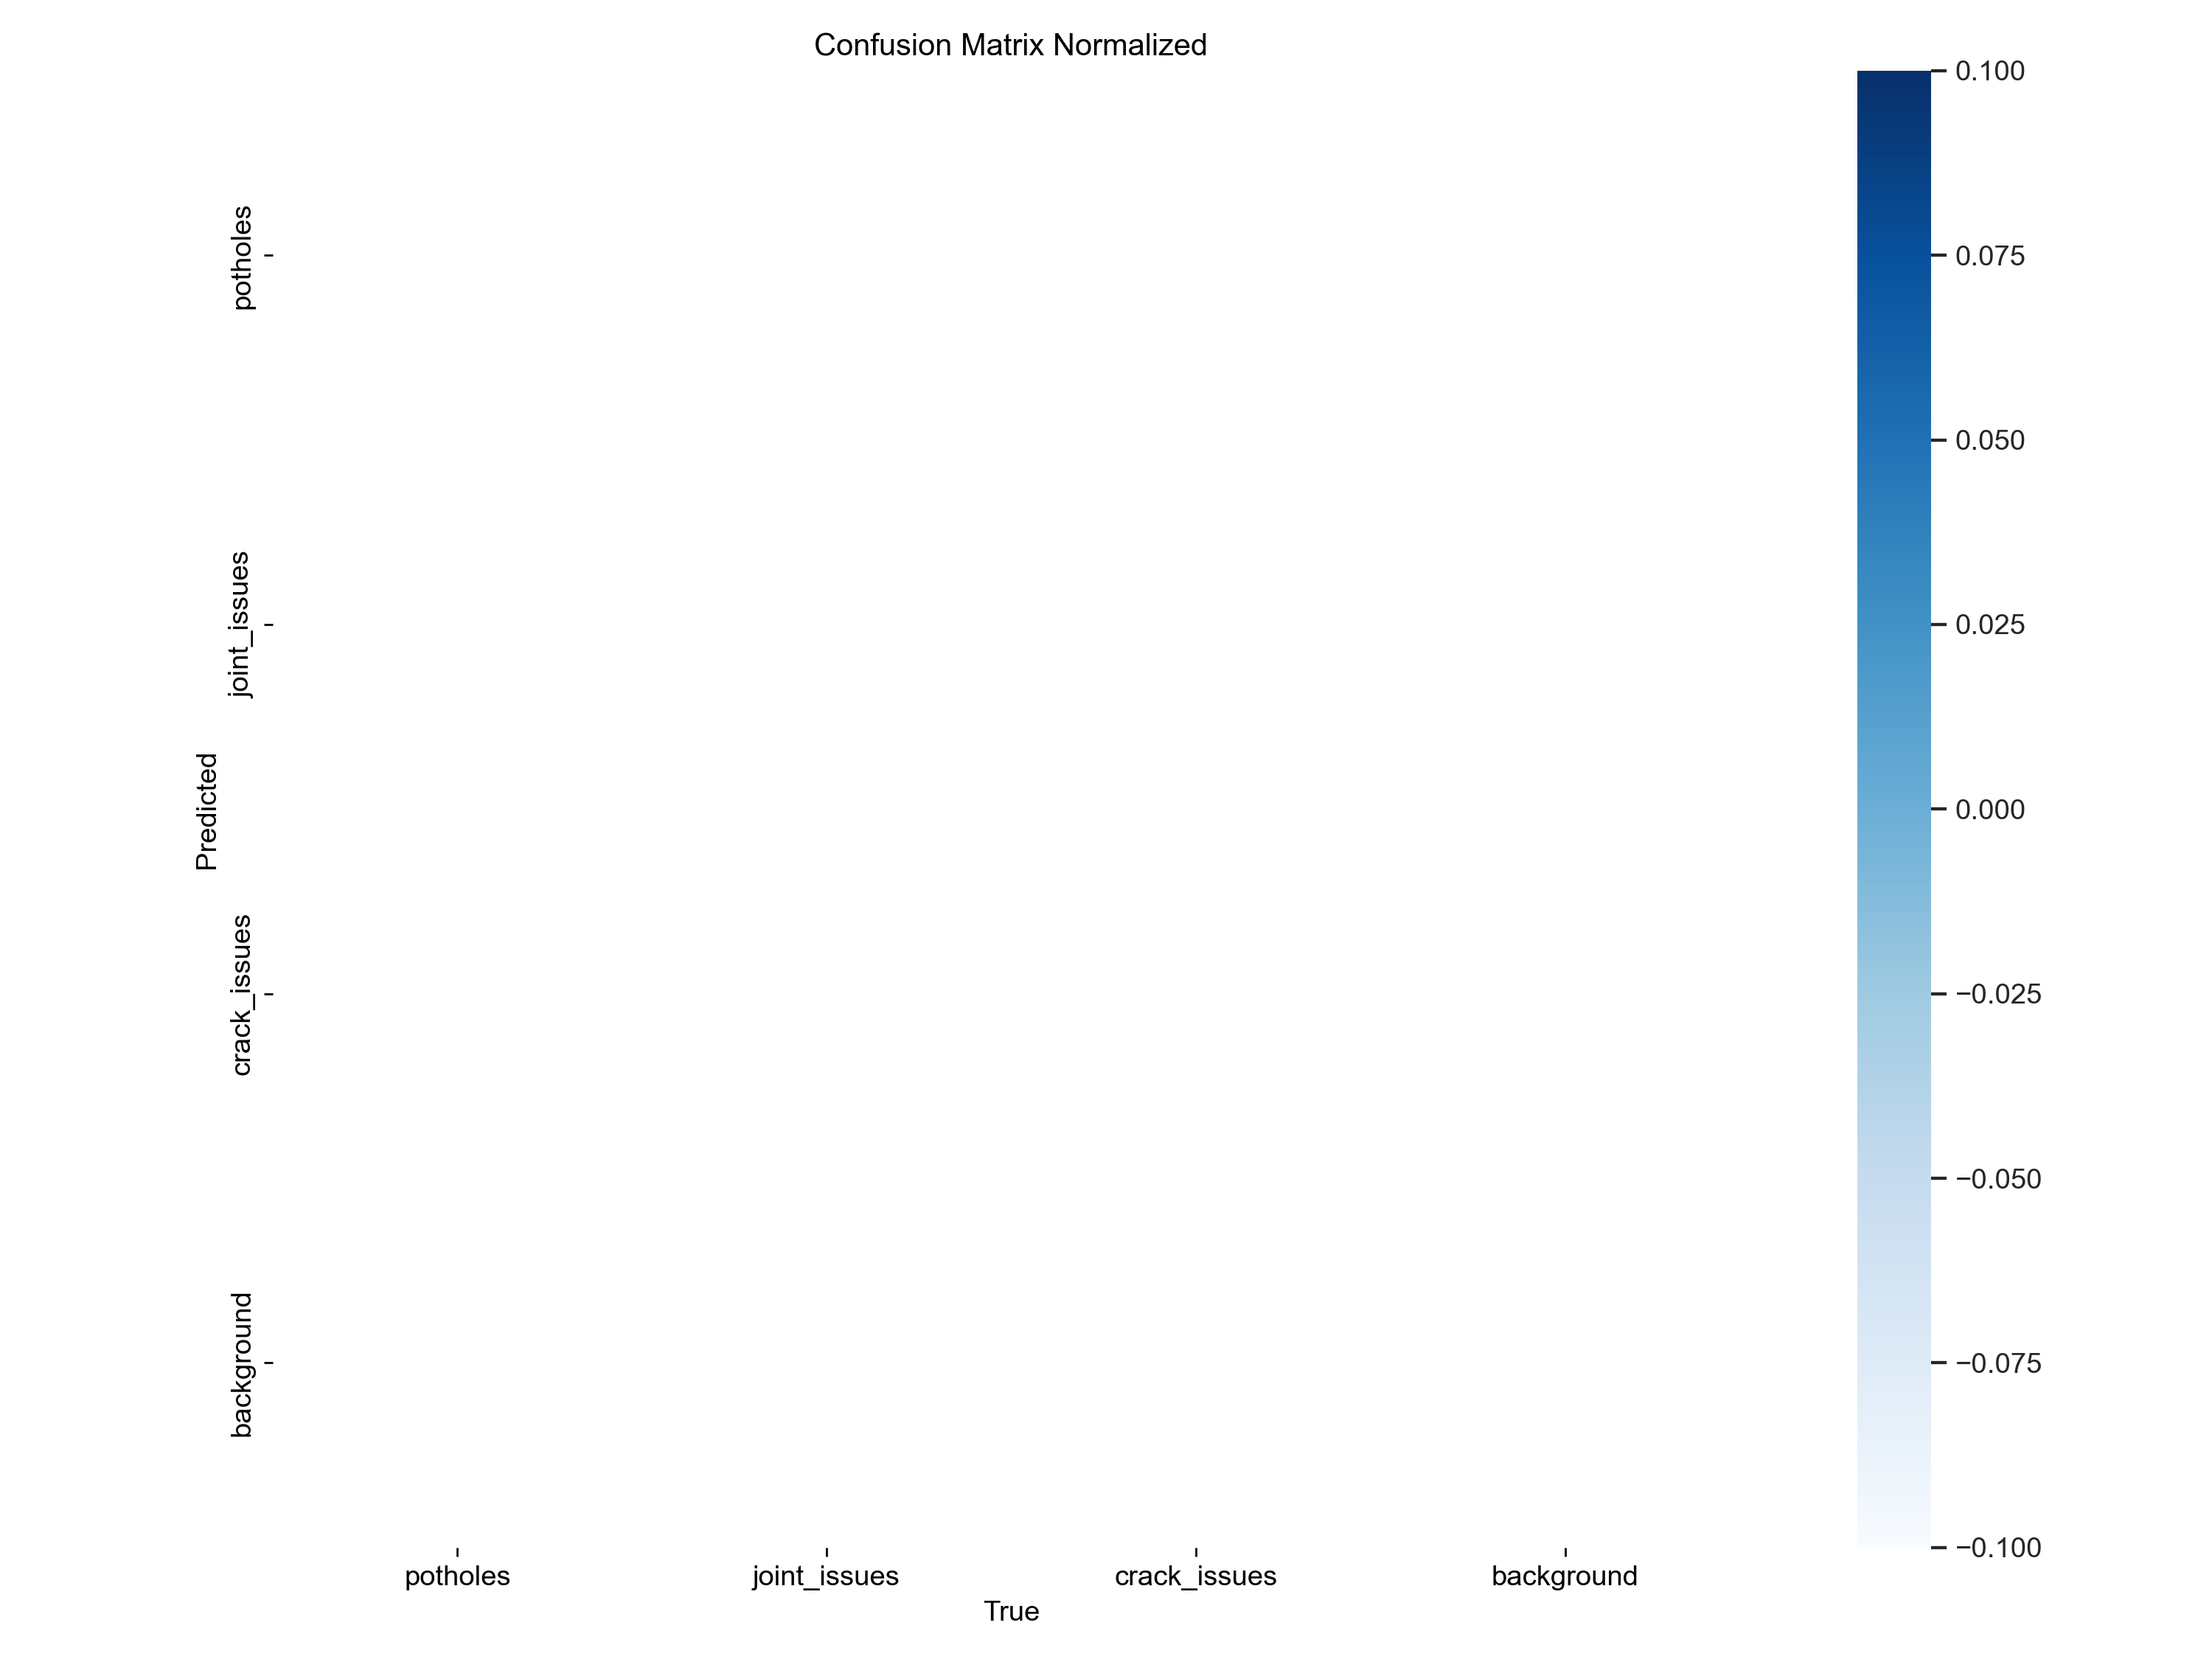 Confusion Matrix Normalized
potholes
joint_issues
crack_issues
background
Predicted
potholes
joint_issues
crack_issues
background
True
0.100
0.075
0.050
0.025
0.000
−0.025
−0.050
−0.075
−0.100